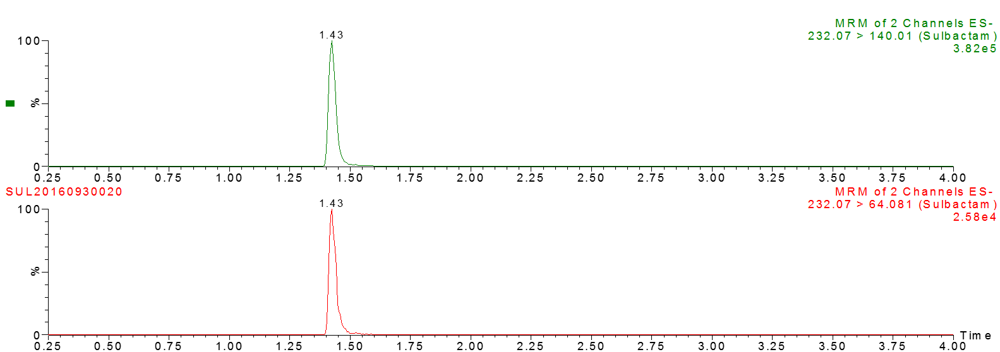 MRM of 2 Channels ES-
232.07 > 140.01 (Sulbactam)
3.82e5
1.43
100
%
0
0.25 0.50 0.75 1.00 1.25 1.50 1.75 2.00 2.25 2.50 2.75 3.00 3.25 3.50 3.75 4.00
SUL20160930020
MRM of 2 Channels ES-
232.07 > 64.081 (Sulbactam)
2.58e4
1.43
100
%
0
Time
0.25 0.50 0.75 1.00 1.25 1.50 1.75 2.00 2.25 2.50 2.75 3.00 3.25 3.50 3.75 4.00